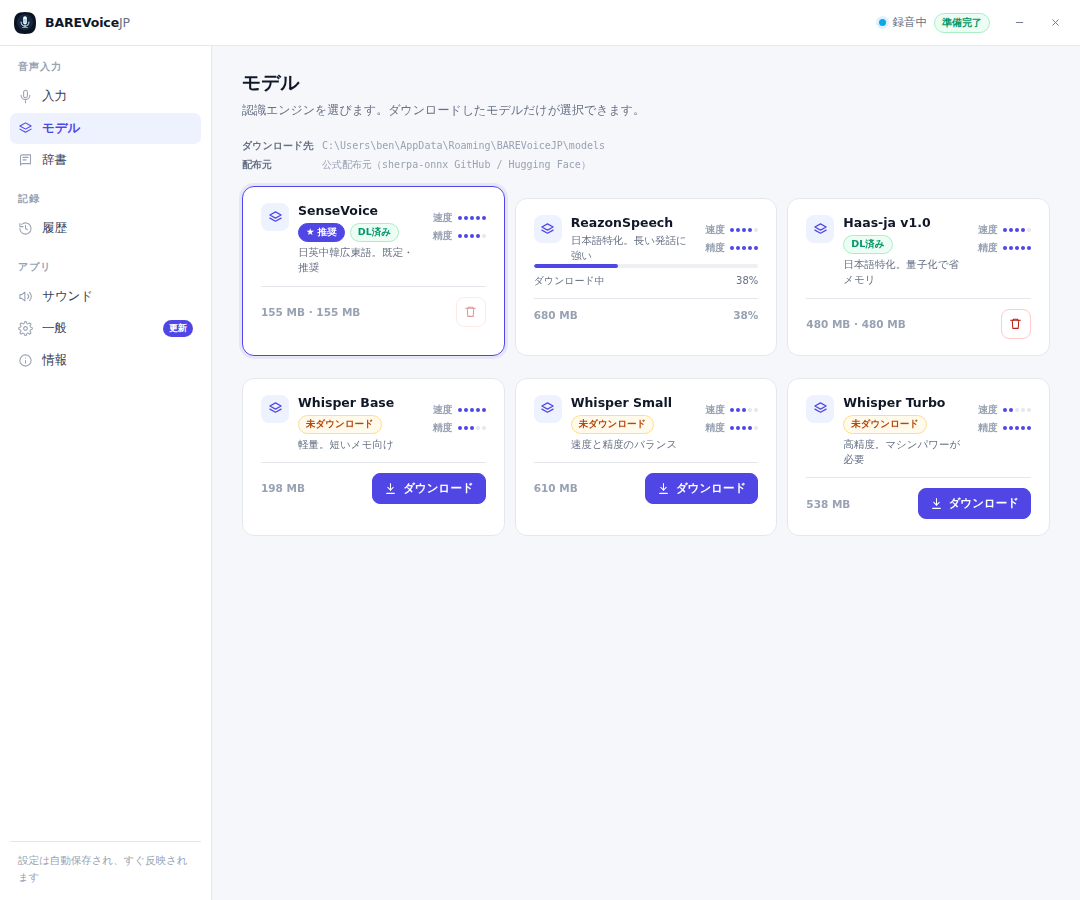 BAREVoiceJP
録音中
準備完了
音声入力
入力
モデル
辞書
記録
履歴
アプリ
サウンド
一般
更新
情報
設定は自動保存され、すぐ反映され
ます
モデル
認識エンジンを選びます。ダウンロードしたモデルだけが選択できます。
ダウンロード先 C:\Users\ben\AppData\Roaming\BAREVoiceJP\models
配布元 公式配布元（sherpa-onnx GitHub / Hugging Face）
SenseVoice
★ 推奨 DL済み
日英中韓広東語。既定・
推奨
速度
精度
155 MB · 155 MB
ReazonSpeech
日本語特化。長い発話に
強い
速度
精度
ダウンロード中 38%
680 MB 38%
Haas-ja v1.0
DL済み
日本語特化。量子化で省
メモリ
速度
精度
480 MB · 480 MB
Whisper Base
未ダウンロード
軽量。短いメモ向け
速度
精度
198 MB
ダウンロード
Whisper Small
未ダウンロード
速度と精度のバランス
速度
精度
610 MB
ダウンロード
Whisper Turbo
未ダウンロード
高精度。マシンパワーが
必要
速度
精度
538 MB
ダウンロード